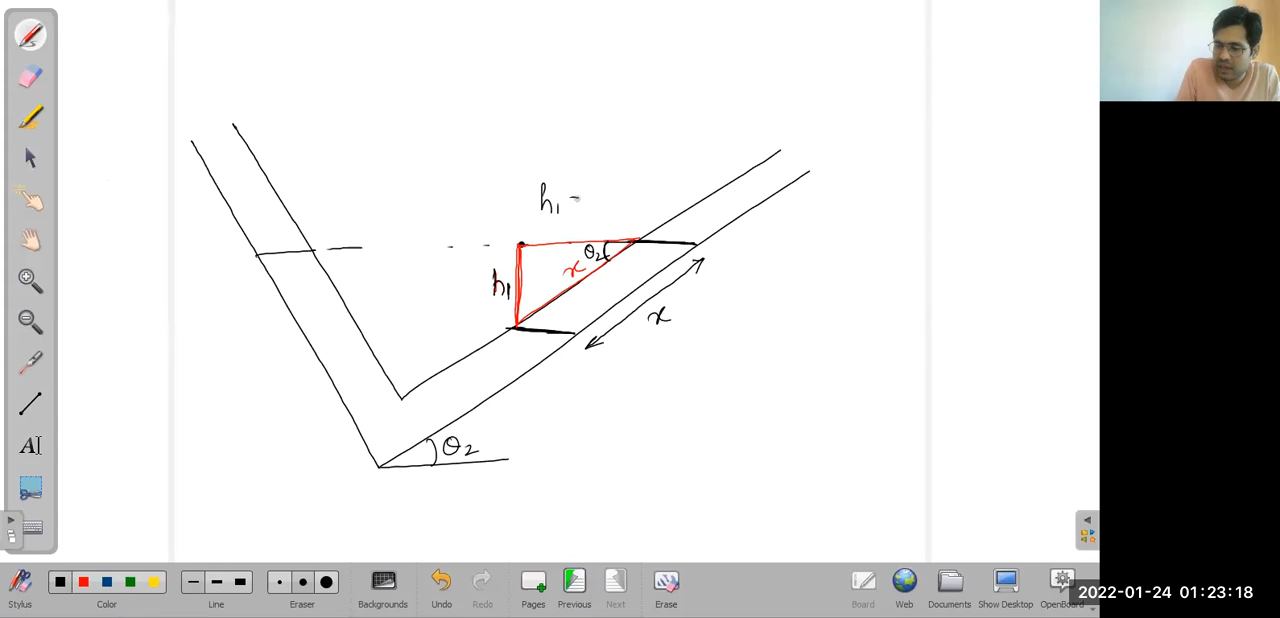 h₁ =
θ₂
x
h₁
x
θ₂
A
Stylus
Color
Line
Eraser
Backgrounds
Undo
Redo
Pages
Previous
Next
Erase
Board
Web
Documents
Show Desktop
OpenBoard
2022-01-24 01:23:18